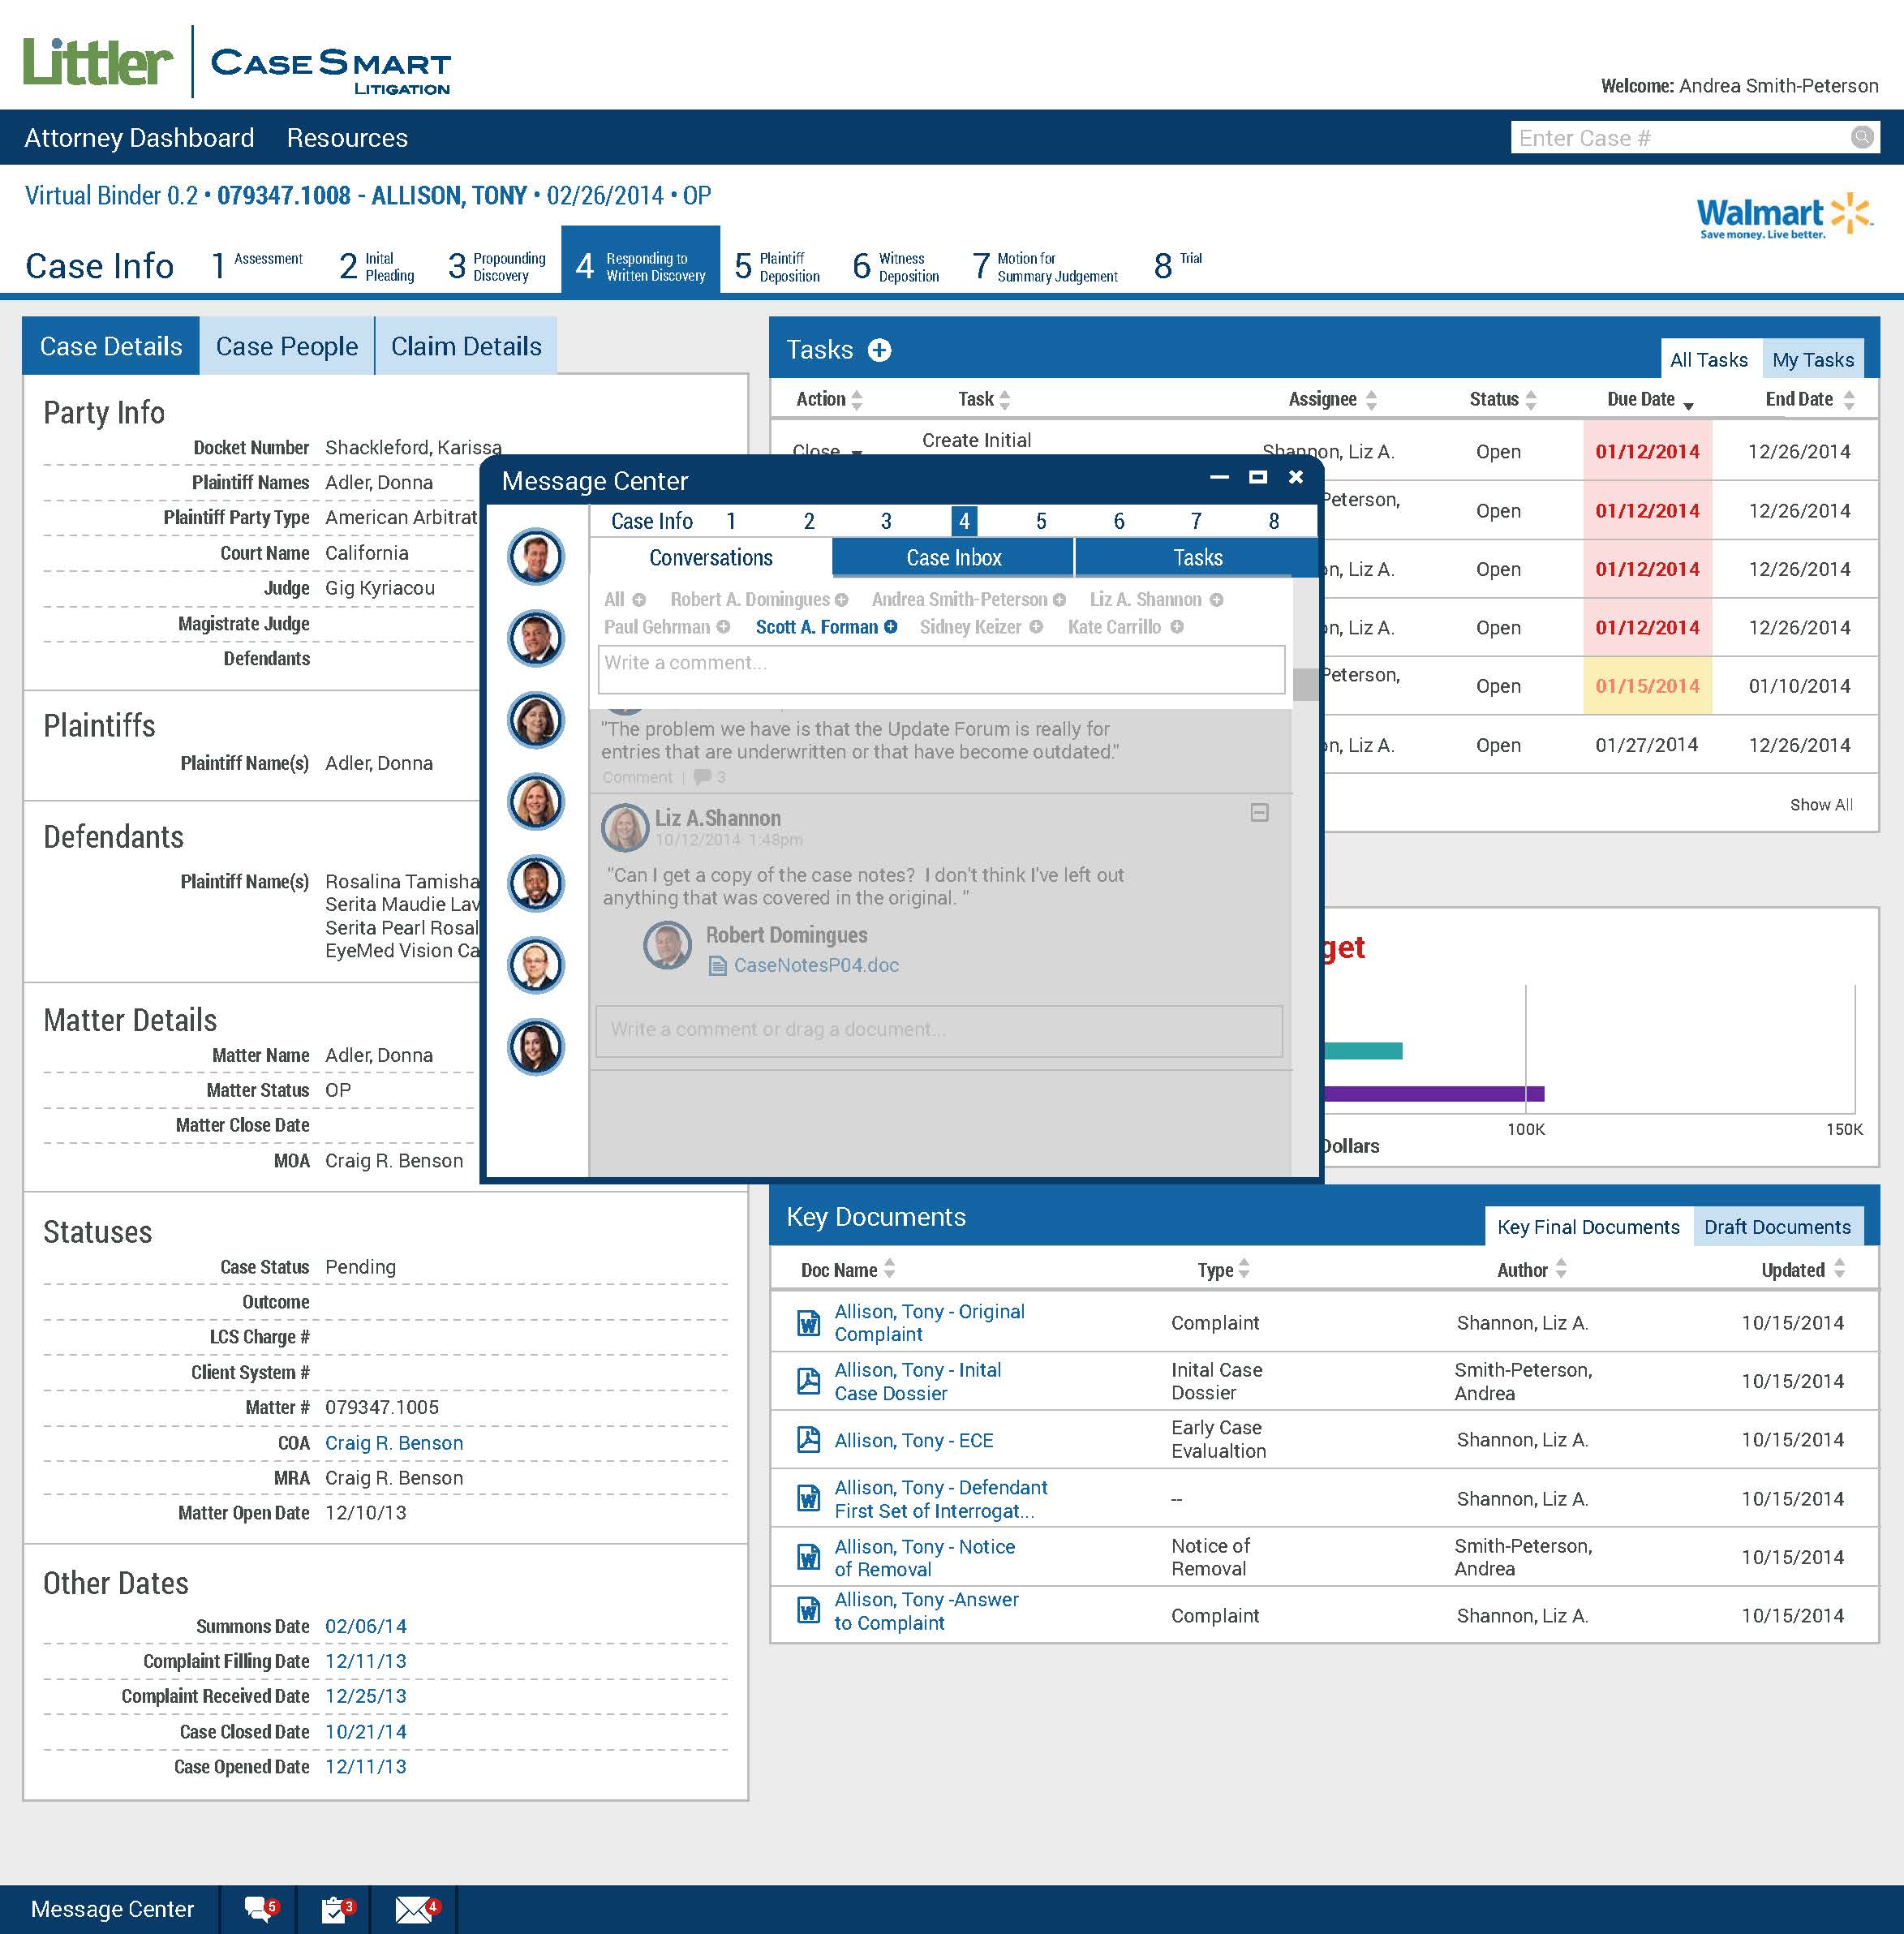 Littler
CASESMART
LITIGATION
Welcome: Andrea Smith-Peterson
Attorney Dashboard Resources
Enter Case #
Virtual Binder 0.2 • 079347.1008 - ALLISON, TONY • 02/26/2014 • OP
Walmart
Save money. Live better.
Case Info
1 Assessment
2 Inital Pleading
3 Propounding Discovery
4 Responding to Written Discovery
5 Plaintiff Deposition
6 Witness Deposition
7 Motion for Summary Judgement
8 Trial
Case Details Case People Claim Details
Party Info
Docket Number Shackleford, Karissa
Plaintiff Names Adler, Donna
Plaintiff Party Type American Arbitrat
Court Name California
Judge Gig Kyriacou
Magistrate Judge
Defendants
Plaintiffs
Plaintiff Name(s) Adler, Donna
Defendants
Plaintiff Name(s) Rosalina Tamisha
Serita Maudie Lav
Serita Pearl Rosal
EyeMed Vision Ca
Matter Details
Matter Name Adler, Donna
Matter Status OP
Matter Close Date
MOA Craig R. Benson
Statuses
Case Status Pending
Outcome
LCS Charge #
Client System #
Matter # 079347.1005
COA Craig R. Benson
MRA Craig R. Benson
Matter Open Date 12/10/13
Other Dates
Summons Date 02/06/14
Complaint Filling Date 12/11/13
Complaint Received Date 12/25/13
Case Closed Date 10/21/14
Case Opened Date 12/11/13
Tasks
All Tasks My Tasks
Action Task Assignee Status Due Date End Date
Close Create Initial Shannon, Liz A. Open 01/12/2014 12/26/2014
Peterson, Open 01/12/2014 12/26/2014
on, Liz A. Open 01/12/2014 12/26/2014
on, Liz A. Open 01/12/2014 12/26/2014
Peterson, Open 01/15/2014 01/10/2014
on, Liz A. Open 01/27/2014 12/26/2014
Show All
Message Center
Case Info 1 2 3 4 5 6 7 8
Conversations Case Inbox Tasks
All Robert A. Domingues Andrea Smith-Peterson Liz A. Shannon
Paul Gehrman Scott A. Forman Sidney Keizer Kate Carrillo
Write a comment...
"The problem we have is that the Update Forum is really for
entries that are underwritten or that have become outdated."
Comment | 3
Liz A.Shannon
10/12/2014 1:48pm
"Can I get a copy of the case notes? I don't think I've left out
anything that was covered in the original. "
Robert Domingues
CaseNotesP04.doc
Write a comment or drag a document...
get
100K 150K
Dollars
Key Documents
Key Final Documents Draft Documents
Doc Name Type Author Updated
Allison, Tony - Original Complaint Complaint Shannon, Liz A. 10/15/2014
Allison, Tony - Inital Case Dossier Inital Case Dossier Smith-Peterson, Andrea 10/15/2014
Allison, Tony - ECE Early Case Evalualtion Shannon, Liz A. 10/15/2014
Allison, Tony - Defendant First Set of Interrogat... -- Shannon, Liz A. 10/15/2014
Allison, Tony - Notice of Removal Notice of Removal Smith-Peterson, Andrea 10/15/2014
Allison, Tony -Answer to Complaint Complaint Shannon, Liz A. 10/15/2014
Message Center 5 3 4